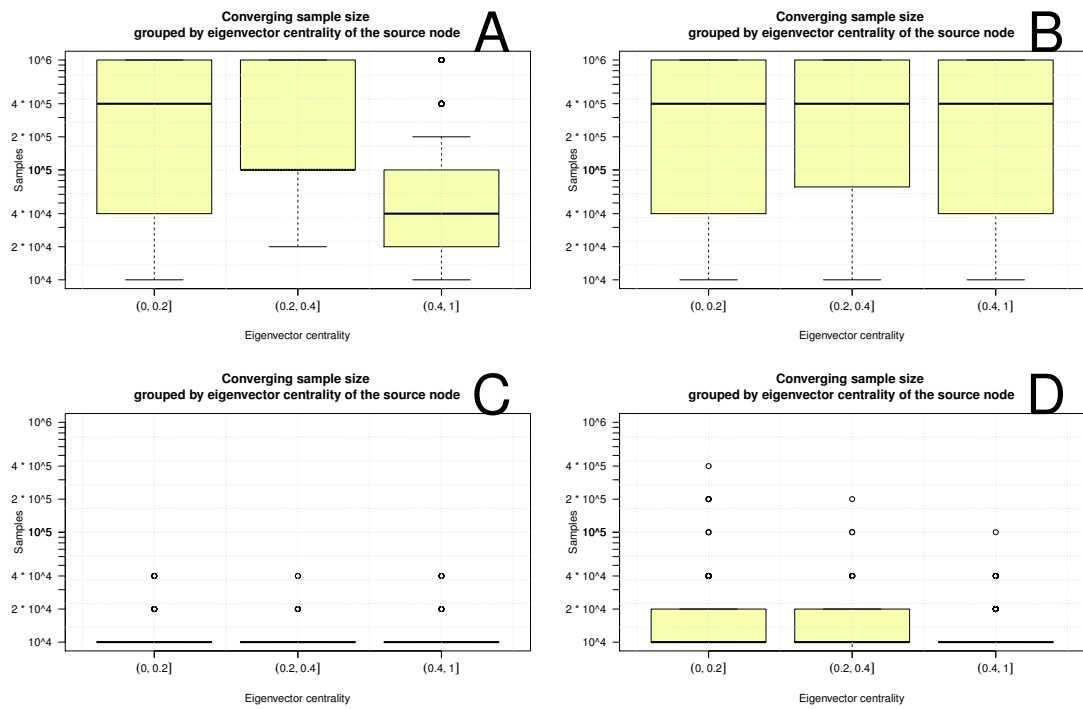 Converging sample size
grouped by eigenvector centrality of the source node
A
Samples
10^6
4 * 10^5
2 * 10^5
10^5
4 * 10^4
2 * 10^4
10^4
(0, 0.2]
(0.2, 0.4]
(0.4, 1]
Eigenvector centrality
Converging sample size
grouped by eigenvector centrality of the source node
B
Samples
10^6
4 * 10^5
2 * 10^5
10^5
4 * 10^4
2 * 10^4
10^4
(0, 0.2]
(0.2, 0.4]
(0.4, 1]
Eigenvector centrality
Converging sample size
grouped by eigenvector centrality of the source node
C
Samples
10^6
4 * 10^5
2 * 10^5
10^5
4 * 10^4
2 * 10^4
10^4
(0, 0.2]
(0.2, 0.4]
(0.4, 1]
Eigenvector centrality
Converging sample size
grouped by eigenvector centrality of the source node
D
Samples
10^6
4 * 10^5
2 * 10^5
10^5
4 * 10^4
2 * 10^4
10^4
(0, 0.2]
(0.2, 0.4]
(0.4, 1]
Eigenvector centrality